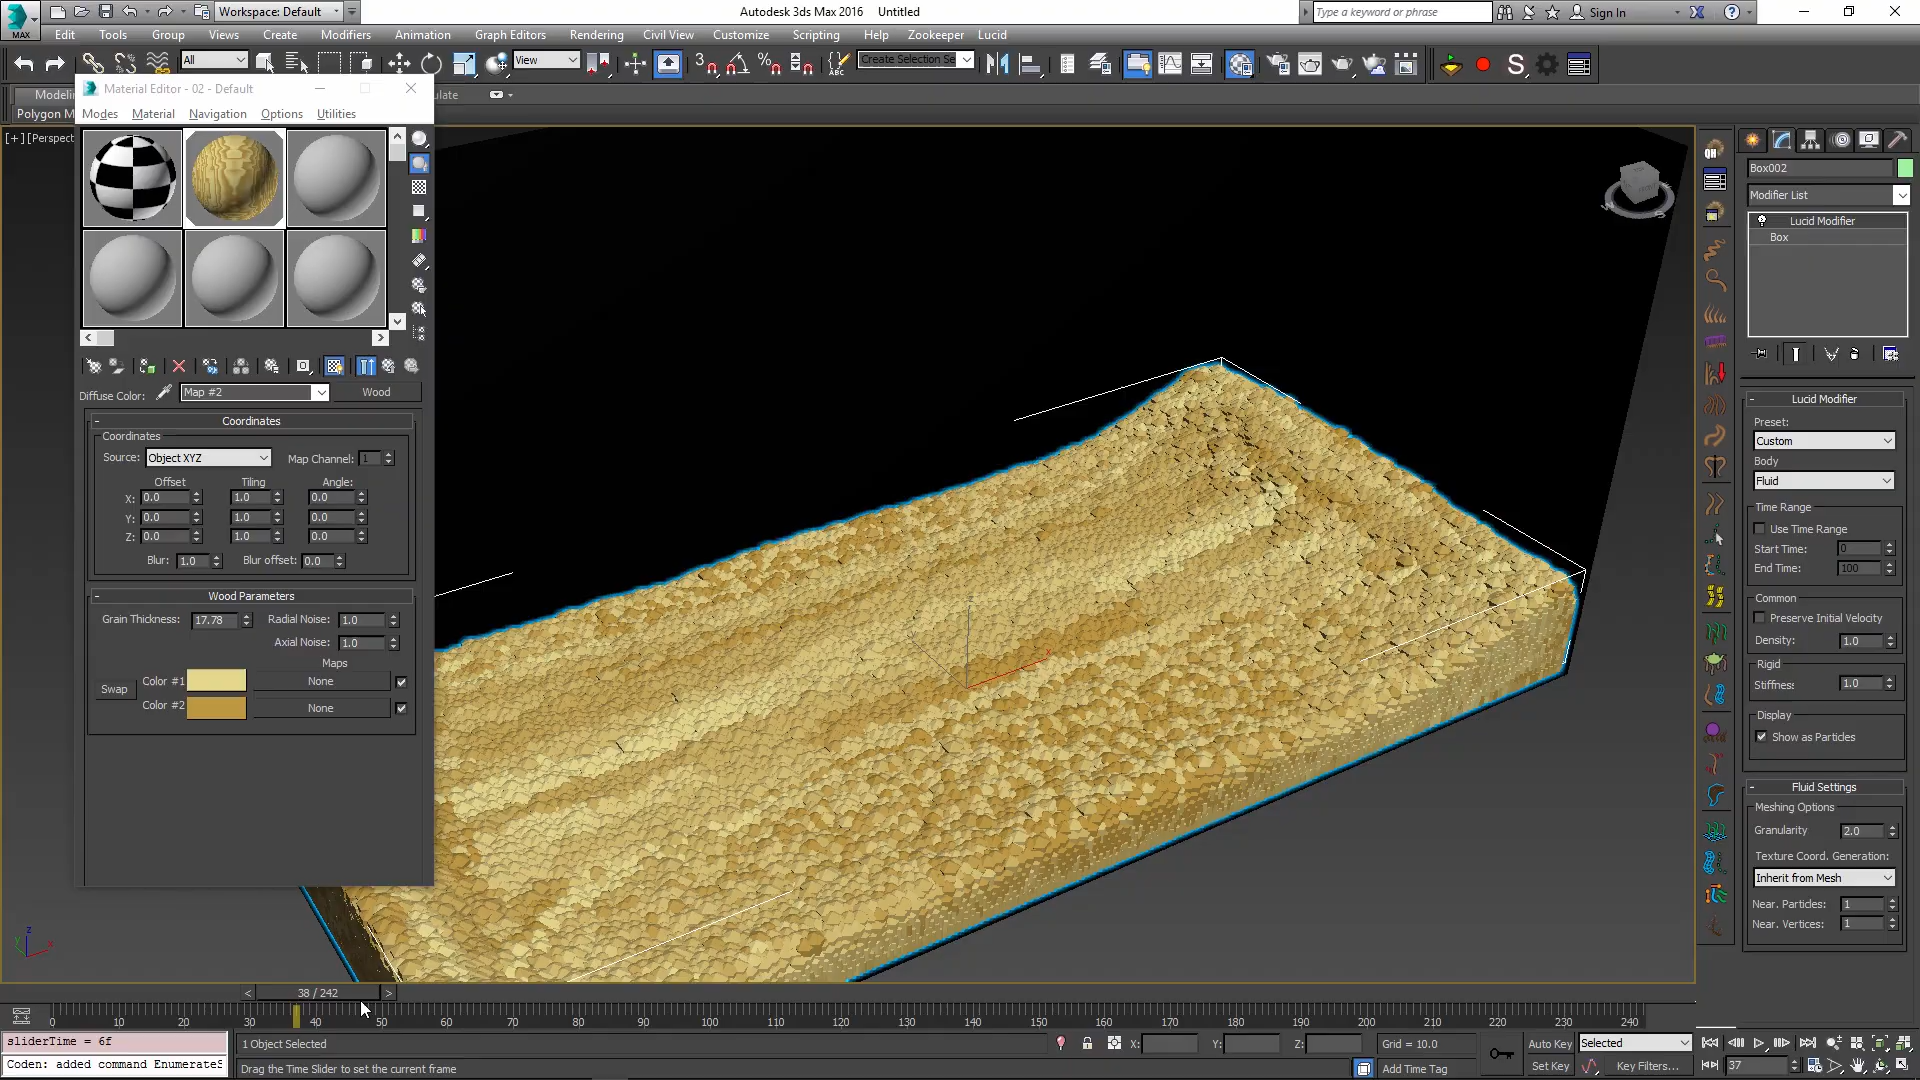 MAX
Workspace: Default
Autodesk 3ds Max 2016    Untitled
Type a keyword or phrase
Sign In
Edit  Tools  Group  Views  Create  Modifiers  Animation  Graph Editors  Rendering  Civil View  Customize  Scripting  Help  Zookeeper  Lucid
All
View
3
ABC
Create Selection Se
S
Modelin
ulate
Polygon M
[+] [Perspect
Material Editor - 02 - Default
Modes  Material  Navigation  Options  Utilities
Diffuse Color:  Map #2  Wood
- Coordinates
Coordinates
Source:  Object XYZ  Map Channel:  1
Offset  Tiling  Angle:
X:  0.0  1.0  0.0
Y:  0.0  1.0  0.0
Z:  0.0  1.0  0.0
Blur:  1.0  Blur offset:  0.0
- Wood Parameters
Grain Thickness:  17.78  Radial Noise:  1.0
Axial Noise:  1.0
Maps
Swap
Color #1  None
Color #2  None
x
z
y
x
QH
Box002
Modifier List
Lucid Modifier
Box
- Lucid Modifier
Preset:
Custom
Body
Fluid
Time Range
Use Time Range
Start Time:  0
End Time:  100
Common
Preserve Initial Velocity
Density:  1.0
Rigid
Stiffness:  1.0
Display
Show as Particles
- Fluid Settings
Meshing Options
Granularity  2.0
Texture Coord. Generation:
Inherit from Mesh
Near. Particles:  1
Near. Vertices:  1
<  38 / 242  >
0  10  20  30  40  50  60  70  80  90  100  110  120  130  140  150  160  170  180  190  200  210  220  230  240
sliderTime = 6f
1 Object Selected
X:  Y:  Z:  Grid = 10.0
Auto Key  Selected
Coden: added command EnumerateS
Drag the Time Slider to set the current frame
Add Time Tag
Set Key  Key Filters...  37